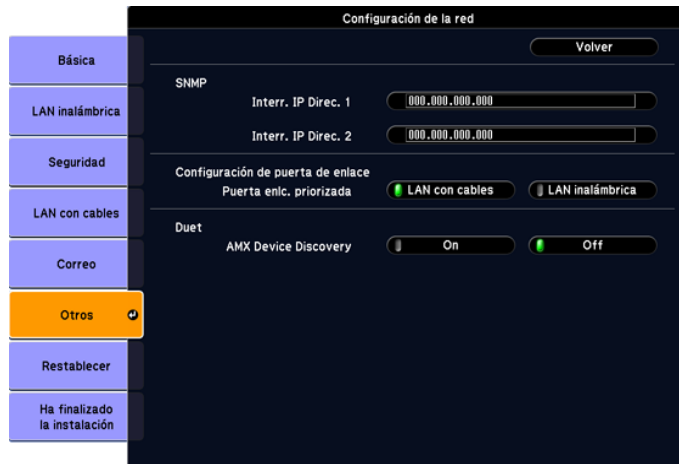 Configuración de la red
Volver
Básica
LAN inalámbrica
Seguridad
LAN con cables
Correo
Otros
Restablecer
Ha finalizado
la instalación
SNMP
Interr. IP Direc. 1 000.000.000.000
Interr. IP Direc. 2 000.000.000.000
Configuración de puerta de enlace
Puerta enlc. priorizada LAN con cables LAN inalámbrica
Duet
AMX Device Discovery On Off